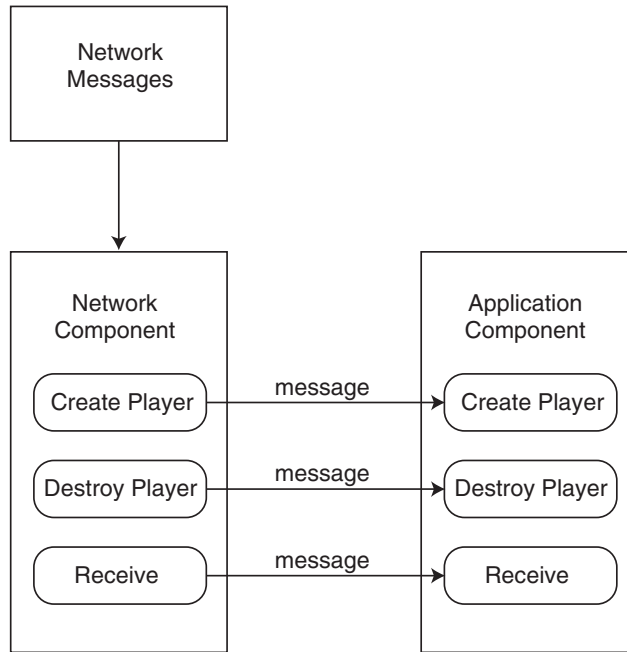 Network
Messages
Network
Component
Application
Component
Create Player
message
Create Player
Destroy Player
message
Destroy Player
Receive
message
Receive